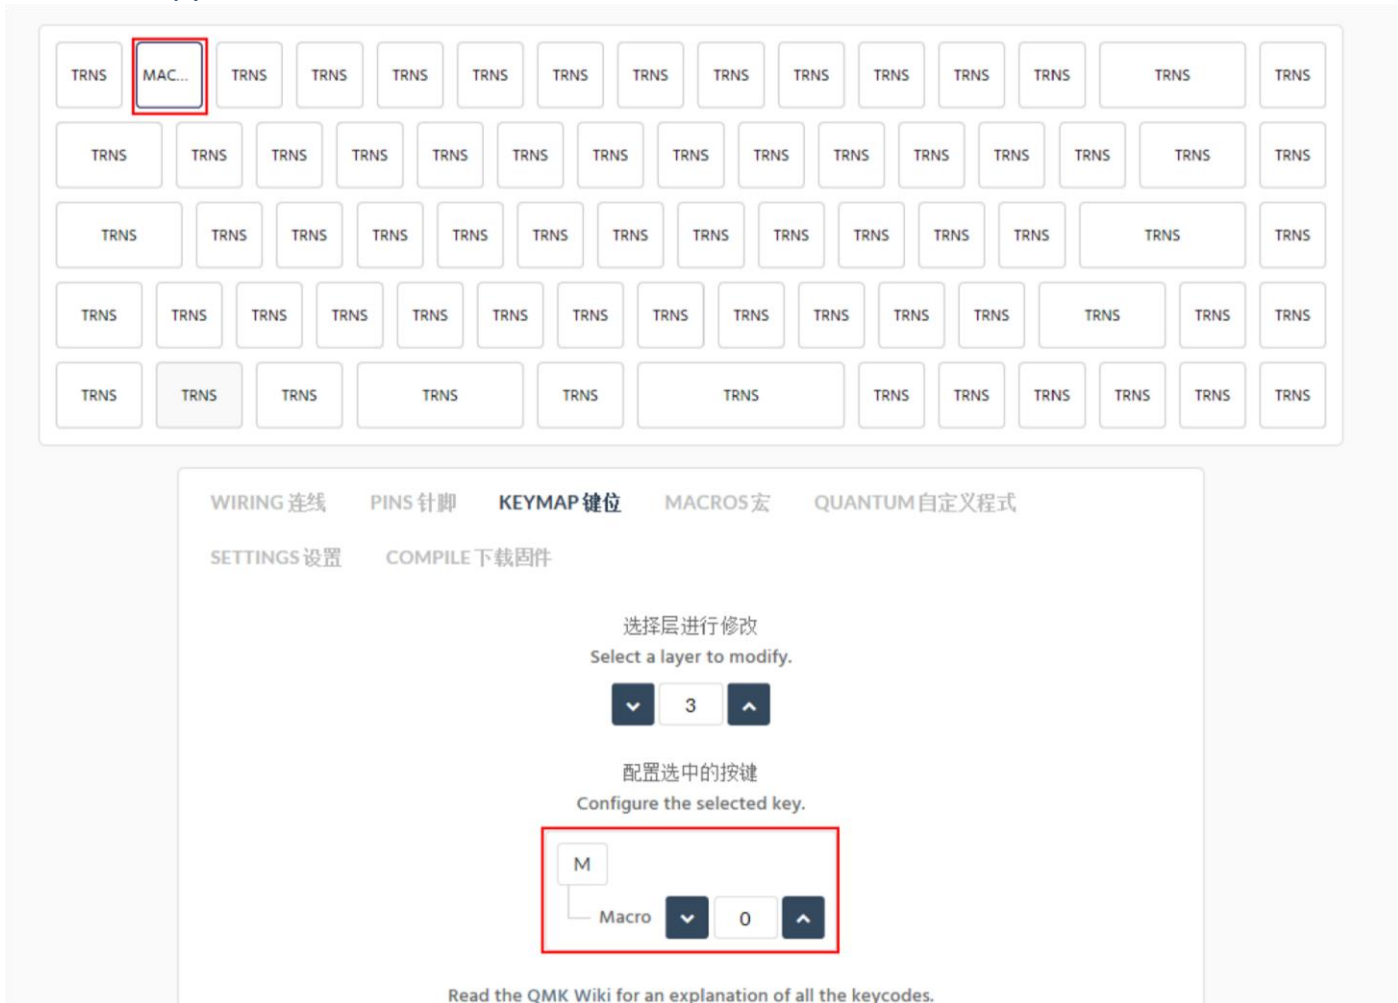 TRNS MAC... TRNS TRNS TRNS TRNS TRNS TRNS TRNS TRNS TRNS TRNS TRNS TRNS TRNS
TRNS TRNS TRNS TRNS TRNS TRNS TRNS TRNS TRNS TRNS TRNS TRNS TRNS TRNS TRNS
TRNS TRNS TRNS TRNS TRNS TRNS TRNS TRNS TRNS TRNS TRNS TRNS TRNS TRNS
TRNS TRNS TRNS TRNS TRNS TRNS TRNS TRNS TRNS TRNS TRNS TRNS TRNS TRNS TRNS
TRNS TRNS TRNS TRNS TRNS TRNS TRNS TRNS TRNS TRNS TRNS TRNS
WIRING 连线 PINS 针脚 KEYMAP 键位 MACROS 宏 QUANTUM 自定义程式
SETTINGS 设置 COMPILE 下载固件
选择层进行修改
Select a layer to modify.
3
配置选中的按键
Configure the selected key.
M
Macro 0
Read the QMK Wiki for an explanation of all the keycodes.